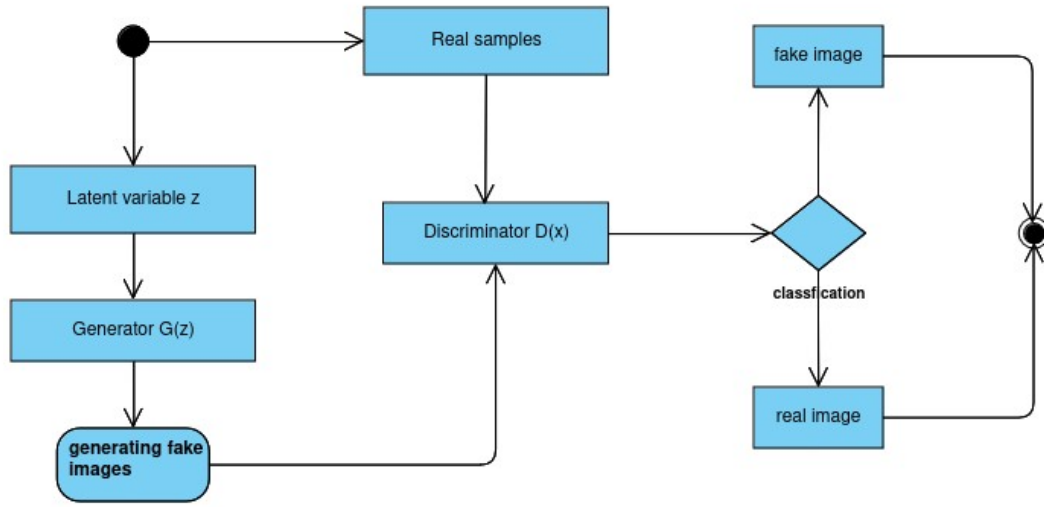 Real samples
fake image
Latent variable z
Discriminator D(x)
classfication
Generator G(z)
real image
generating fake
images